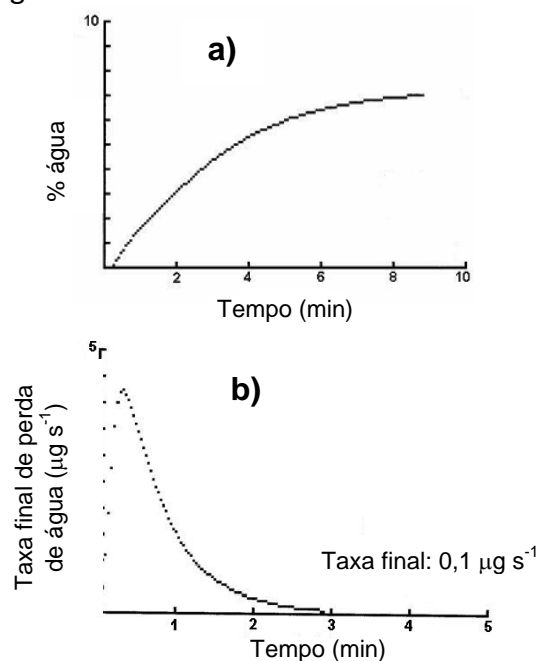 10
a)
% água
2
4
6
8
10
Tempo (min)
5
b)
Taxa final de perda
de água (μg s⁻¹)
Taxa final: 0,1 μg s⁻¹
1
2
3
4
5
Tempo (min)